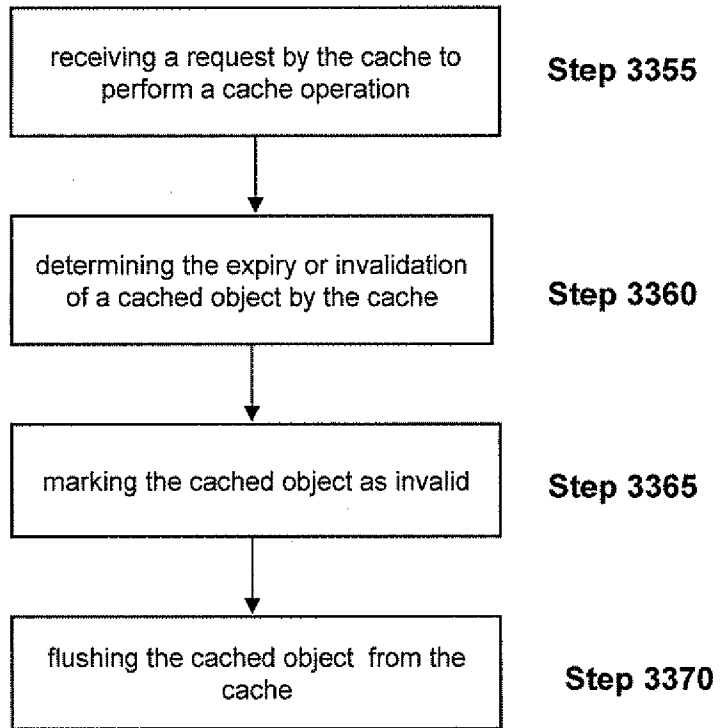 receiving a request by the cache to
perform a cache operation
Step 3355
determining the expiry or invalidation
of a cached object by the cache
Step 3360
marking the cached object as invalid
Step 3365
flushing the cached object from the
cache
Step 3370